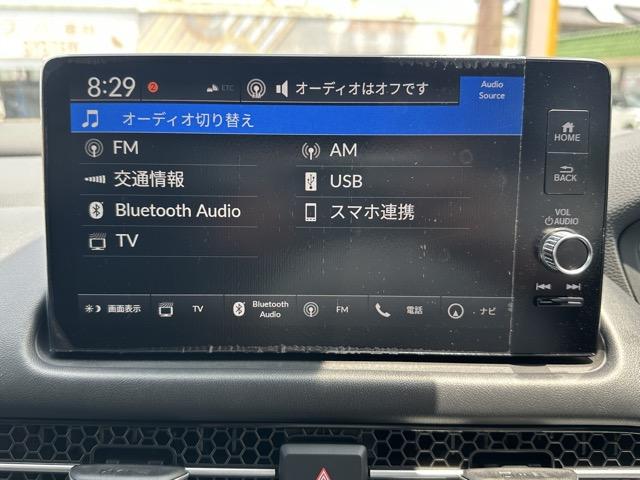 8:29 2 ETC オーディオはオフです Audio Source
オーディオ切り替え
FM AM
交通情報 USB
Bluetooth Audio スマホ連携
TV
画面表示 TV Bluetooth Audio FM 電話 ナビ
HOME
BACK
VOL
AUDIO